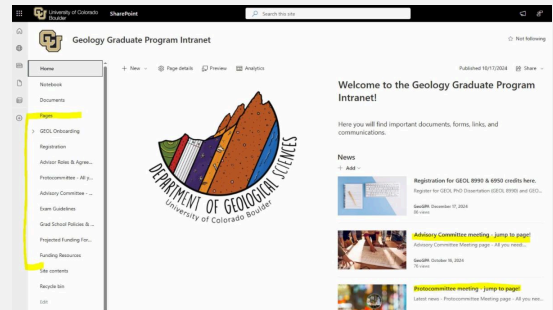 University of Colorado
Boulder
SharePoint
Search this site
Geology Graduate Program Intranet
Not following
Home
Notebook
Documents
Pages
GEOL Onboarding
Registration
Advisor Roles & Agree...
Protocommittee - All y...
Advisory Committee - ...
Exam Guidelines
Grad School Policies & ...
Projected Funding For...
Funding Resources
Site contents
Recycle bin
Edit
+ New
Page details
Preview
Analytics
Published 10/17/2024
Share
DEPARTMENT OF GEOLOGICAL SCIENCES
University of Colorado Boulder
Welcome to the Geology Graduate Program
Intranet!
Here you will find important documents, forms, links, and
communications.
News
+ Add
Registration for GEOL 8990 & 6950 credits here.
Register for GEOL PhD Dissertation (GEOL 8990) and GEO...
GeolGPA December 17, 2024
Advisory Committee meeting - jump to page!
Advisory Committee Meeting page - All you need...
October 16, 2024
Protocommittee meeting - jump to page!
Latest news - Protocommittee Meeting page - All you nee...